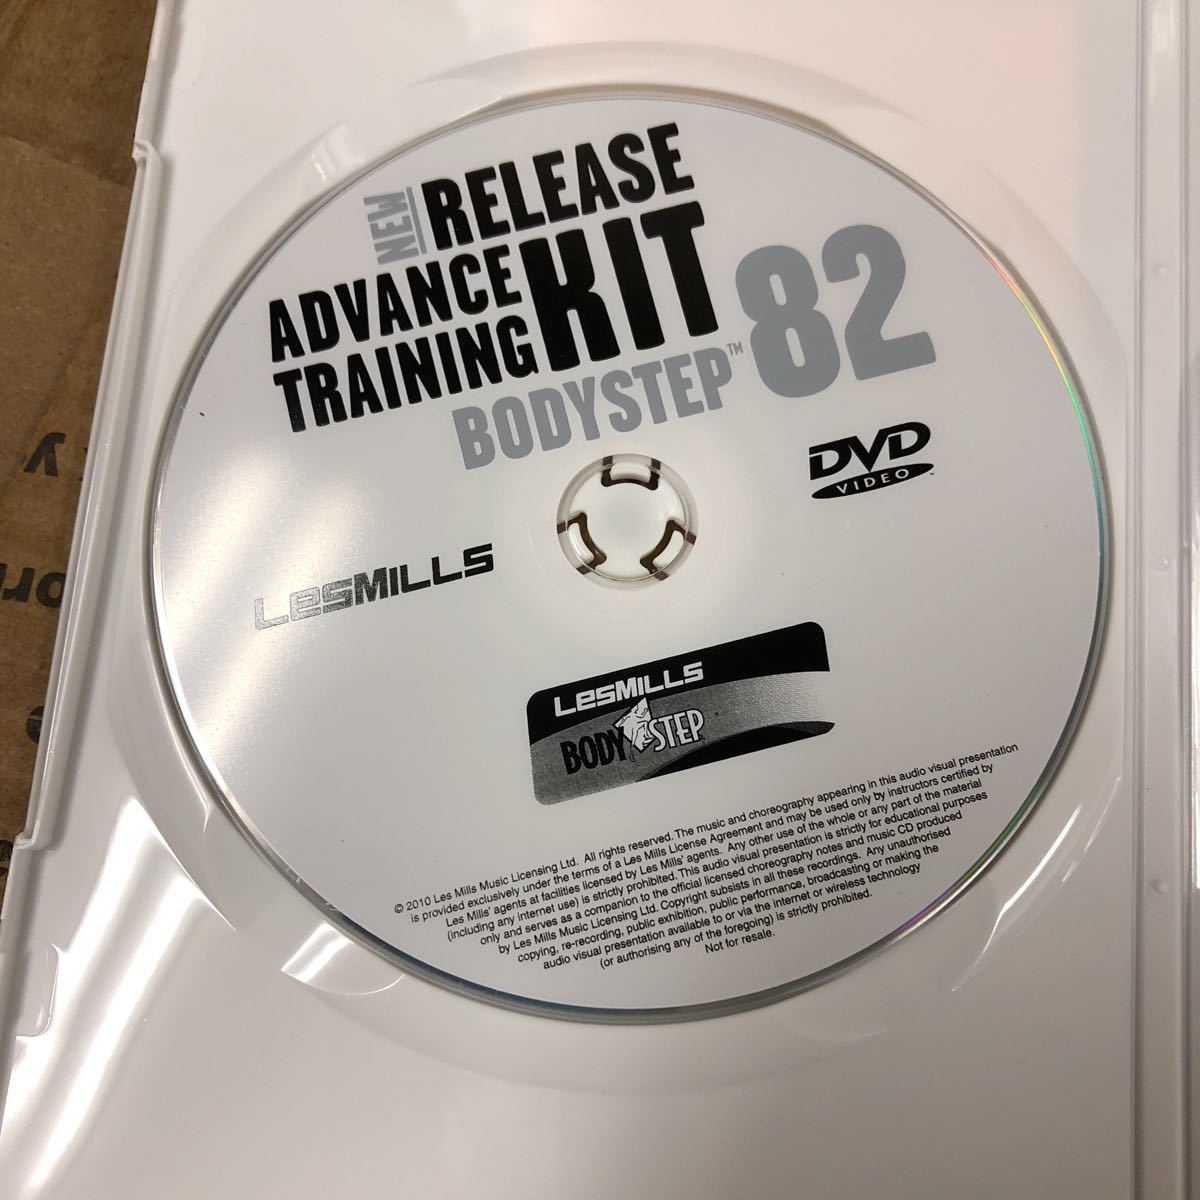 NEW RELEASE
ADVANCE
TRAINING KIT
BODYSTEP™ 82
DVD
VIDEO
LESMILLS
LESMILLS
BODY STEP
© 2010 Les Mills Music Licensing Ltd. All rights reserved. The music and choreography appearing in this audio visual presentation
is provided exclusively under the terms of a Les Mills License Agreement and may be used only by instructors certified by
Les Mills' agents at facilities licensed by Les Mills' agents. Any other use of the whole or any part of the material
(including any internet use) is strictly prohibited. This audio visual presentation is strictly for educational purposes
only and serves as a companion to the official licensed choreography notes and music CD produced
by Les Mills Music Licensing Ltd. Copyright subsists in all these recordings. Any unauthorised
copying, re-recording, public exhibition, public performance, broadcasting or making the
audio visual presentation available to or via the internet or wireless technology
(or authorising any of the foregoing) is strictly prohibited.
Not for resale.